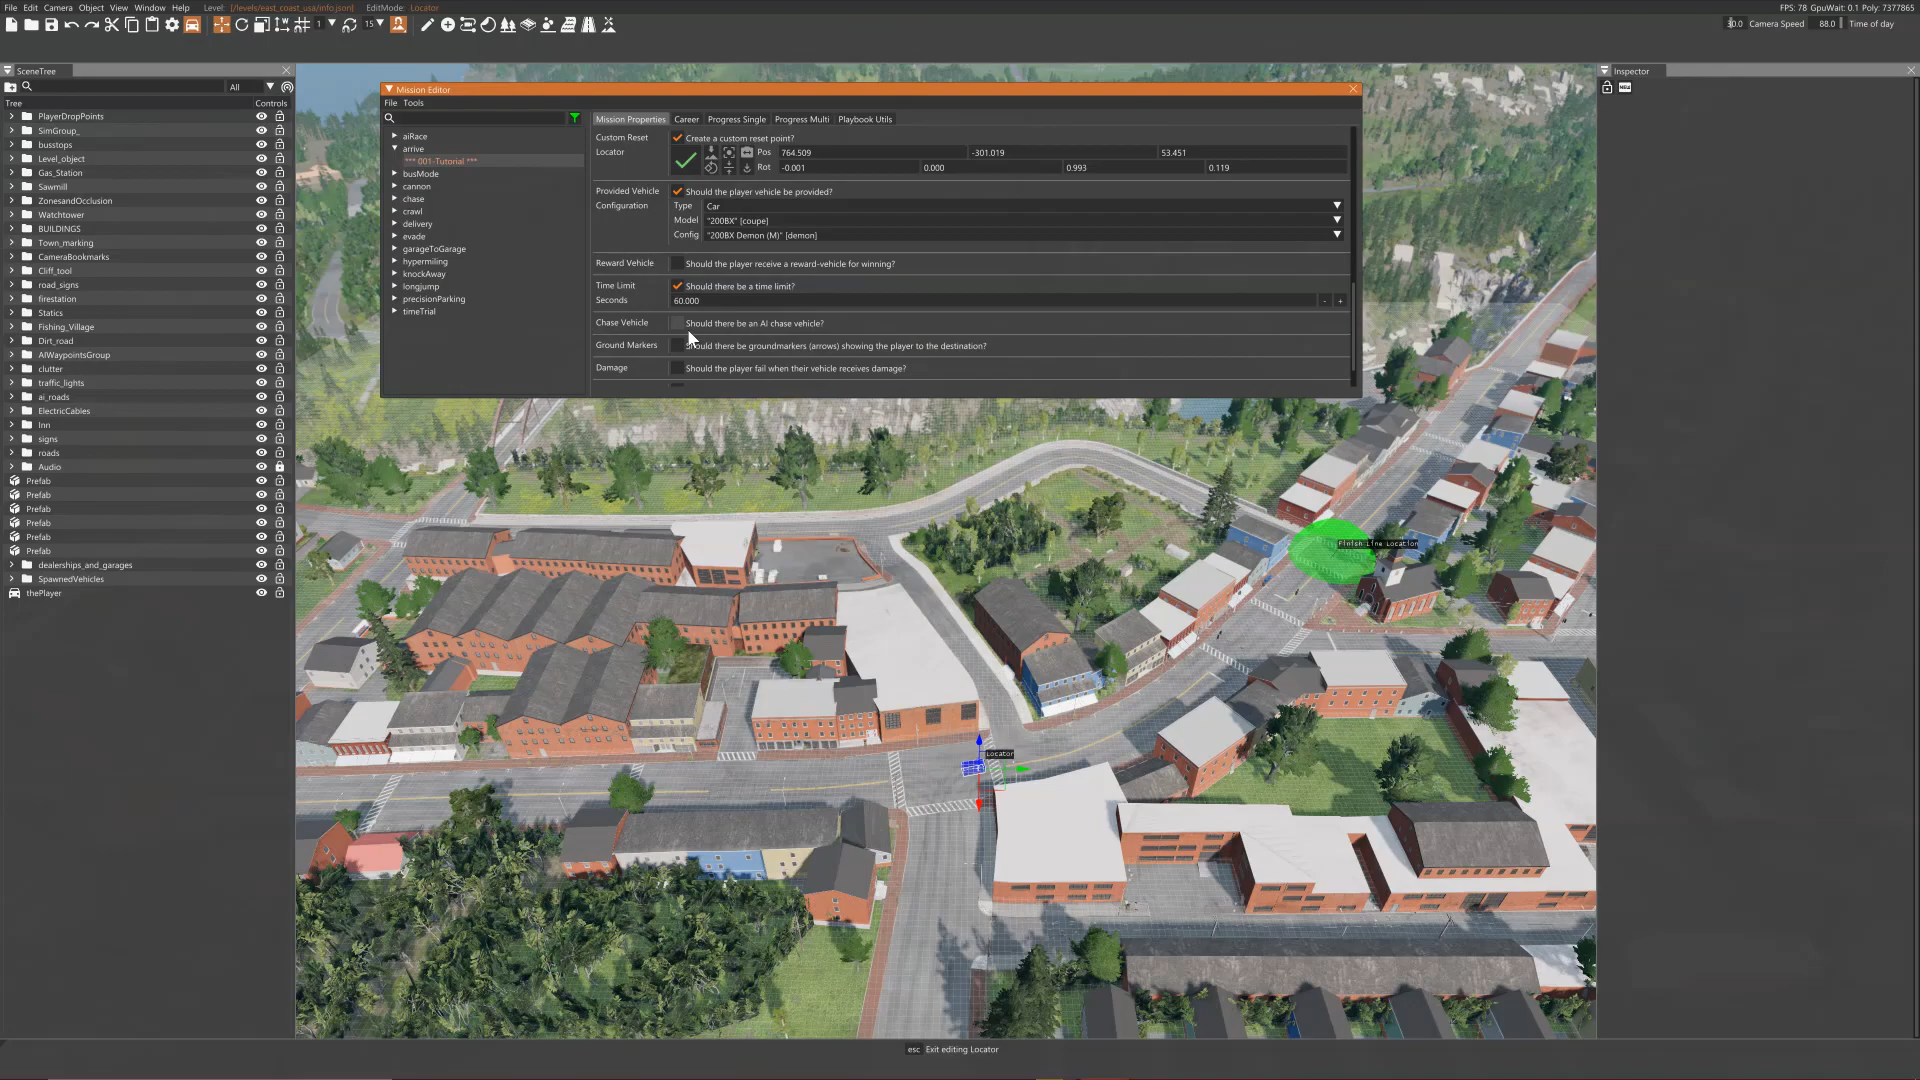 File Edit Camera Object View Window Help Level: [/levels/east_coast_usa/info.json] EditMode: Locator
FPS: 78 GpuWait: 0.1 Poly: 7377865
1 15
30.0 Camera Speed 88.0 Time of day
SceneTree
All
Tree Controls
PlayerDropPoints
SimGroup_
busstops
Level_object
Gas_Station
Sawmill
ZonesandOcclusion
Watchtower
BUILDINGS
Town_marking
CameraBookmarks
Cliff_tool
road_signs
firestation
Statics
Fishing_Village
Dirt_road
AIWaypointsGroup
clutter
traffic_lights
ai_roads
ElectricCables
Inn
signs
roads
Audio
Prefab
Prefab
Prefab
Prefab
Prefab
Prefab
dealerships_and_garages
SpawnedVehicles
thePlayer
Mission Editor
File Tools
aiRace
arrive
*** 001-Tutorial ***
busMode
cannon
chase
crawl
delivery
evade
garageToGarage
hypermiling
knockAway
longjump
precisionParking
timeTrial
Mission Properties Career Progress Single Progress Multi Playbook Utils
Custom Reset Create a custom reset point?
Locator Pos 764.509 -301.019 53.451
Rot -0.001 0.000 0.993 0.119
Provided Vehicle Should the player vehicle be provided?
Configuration Type Car
Model "200BX" [coupe]
Config "200BX Demon (M)" [demon]
Reward Vehicle Should the player receive a reward-vehicle for winning?
Time Limit Should there be a time limit?
Seconds 60.000 - +
Chase Vehicle Should there be an AI chase vehicle?
Ground Markers Should there be groundmarkers (arrows) showing the player to the destination?
Damage Should the player fail when their vehicle receives damage?
Finish Line Location
Locator
Inspector
NEW
esc Exit editing Locator